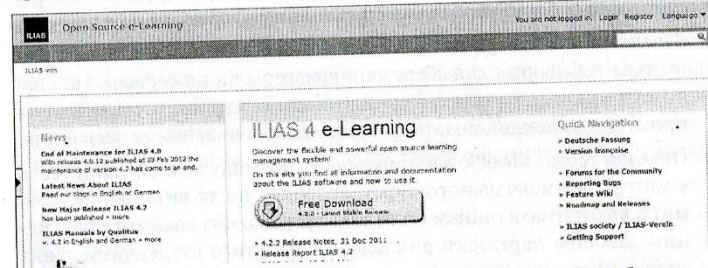 ILIAS
Open Source e-Learning
You are not logged in. Login Register Language
ILIAS info
News
End of Maintenance for ILIAS 4.0
With release 4.0.12 published at 23 Feb 2012 the
maintenance of version 4.? has come to an end.
Latest News About ILIAS
Read our blogs in English or German
New Major Release ILIAS 4.2
has been published » more
ILIAS Manuals by Qualitus
v. 4.2 in English and German » more
ILIAS 4 e-Learning
Discover the flexible and powerful open source learning
management system!
On this site you find all information and documentation
about the ILIAS software and how to use it.
Free Download
4.2.2 - Latest Stable Release
» 4.2.2 Release Notes, 31 Dec 2011
» Release Report ILIAS 4.2
Quick Navigation
» Deutsche Fassung
» Version française
» Forums for the Community
» Reporting Bugs
» Feature Wiki
» Roadmap and Releases
» ILIAS society / ILIAS-Verein
» Getting Support